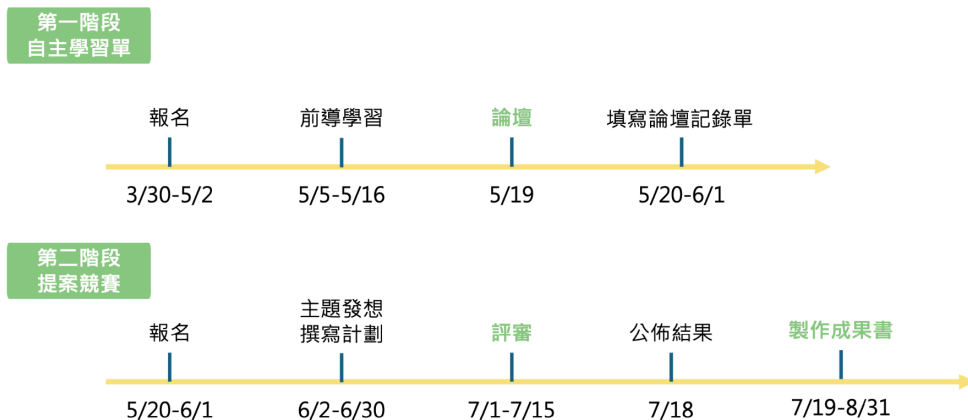 第一階段
自主學習單
報名
前導學習
論壇
填寫論壇記錄單
3/30-5/2
5/5-5/16
5/19
5/20-6/1
第二階段
提案競賽
報名
主題發想
撰寫計劃
評審
公佈結果
製作成果書
5/20-6/1
6/2-6/30
7/1-7/15
7/18
7/19-8/31